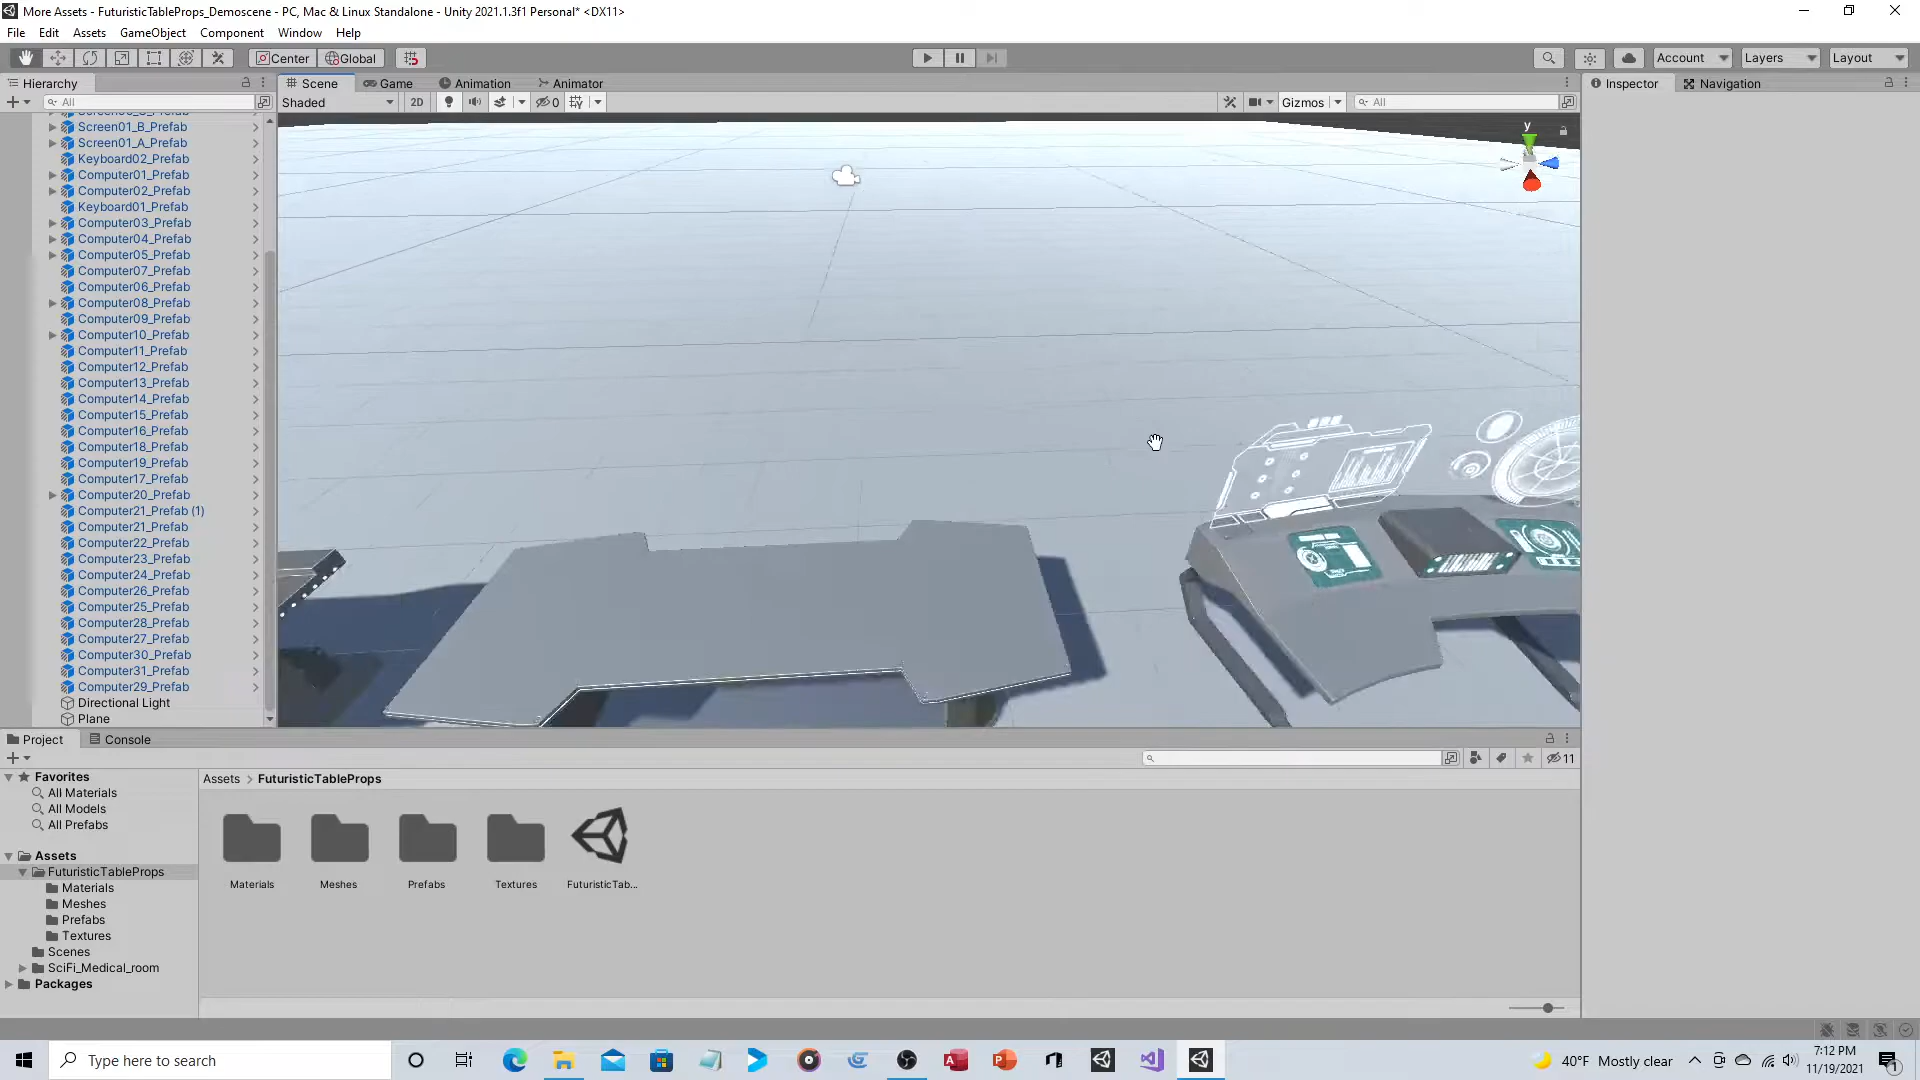 More Assets - FuturisticTableProps_Demoscene - PC, Mac & Linux Standalone - Unity 2021.1.3f1 Personal* <DX11>
File Edit Assets GameObject Component Window Help
Center Global Account Layers Layout
Hierarchy Scene Game Animation Animator Inspector Navigation
All Shaded 2D 0 Gizmos All
Screen01_B_Prefab
Screen01_A_Prefab
Keyboard02_Prefab
Computer01_Prefab
Computer02_Prefab
Keyboard01_Prefab
Computer03_Prefab
Computer04_Prefab
Computer05_Prefab
Computer07_Prefab
Computer06_Prefab
Computer08_Prefab
Computer09_Prefab
Computer10_Prefab
Computer11_Prefab
Computer12_Prefab
Computer13_Prefab
Computer14_Prefab
Computer15_Prefab
Computer16_Prefab
Computer18_Prefab
Computer19_Prefab
Computer17_Prefab
Computer20_Prefab
Computer21_Prefab (1)
Computer21_Prefab
Computer22_Prefab
Computer23_Prefab
Computer24_Prefab
Computer26_Prefab
Computer25_Prefab
Computer28_Prefab
Computer27_Prefab
Computer30_Prefab
Computer31_Prefab
Computer29_Prefab
Directional Light
Plane
y
Project Console
11
Favorites
All Materials
All Models
All Prefabs
Assets
FuturisticTableProps
Materials
Meshes
Prefabs
Textures
Scenes
SciFi_Medical_room
Packages
Assets > FuturisticTableProps
Materials Meshes Prefabs Textures FuturisticTab...
Type here to search
40°F Mostly clear
7:12 PM
11/19/2021
1